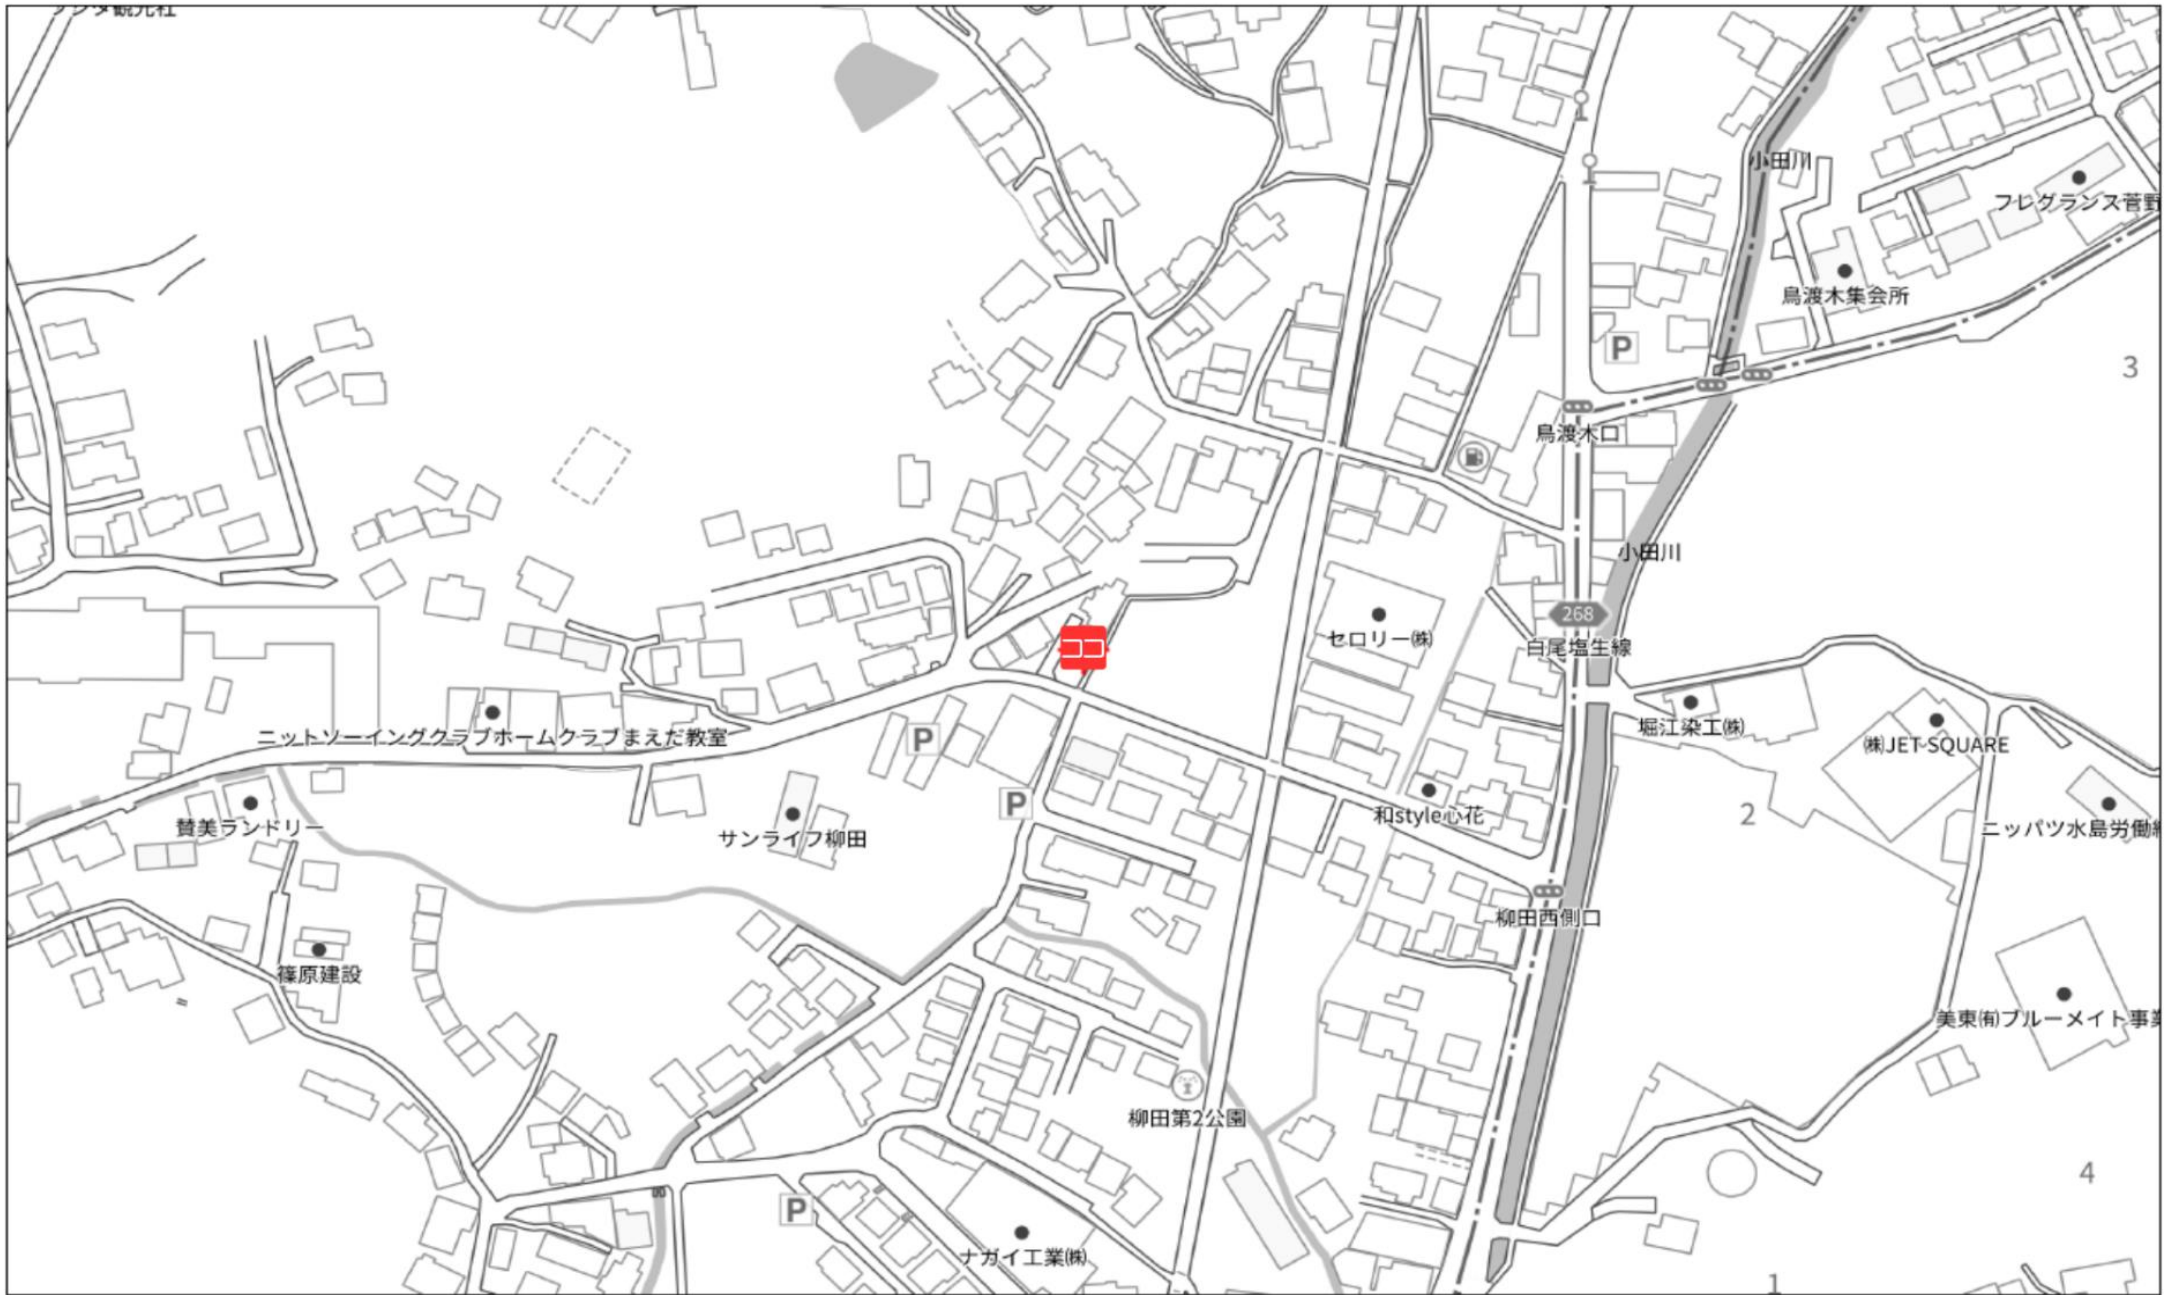 小田川
フレグランス菅野
鳥渡木集会所
P
3
鳥渡木口
小田川
268
セロリー㈱
白尾塩生線
ココ
堀江染工㈱
㈱JET SQUARE
ニットソーイングクラブホームクラブまえだ教室
P
P
和style心花
2
賛美ランドリー
サンライフ柳田
ニッパツ水島労働
柳田西側口
篠原建設
美東㈲ブルーメイト事業
柳田第2公園
4
P
ナガイ工業㈱
1